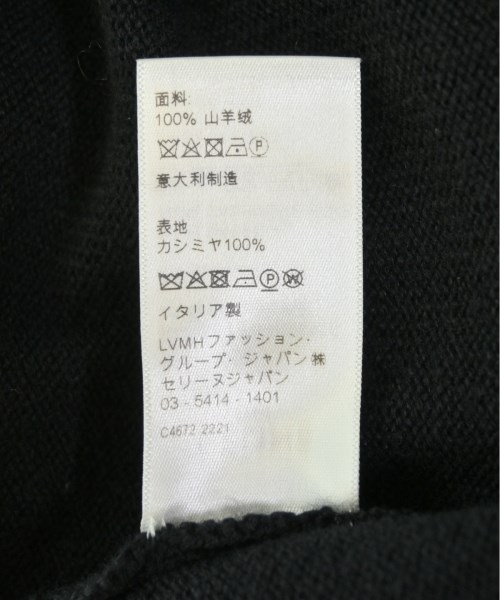 面料:
100% 山羊绒
P
意大利制造
表地
カシミヤ100%
P W
イタリア製
LVMHファッション・
グループ・ジャパン㈱
セリーヌジャパン
03 - 5414 - 1401
C4672 2221